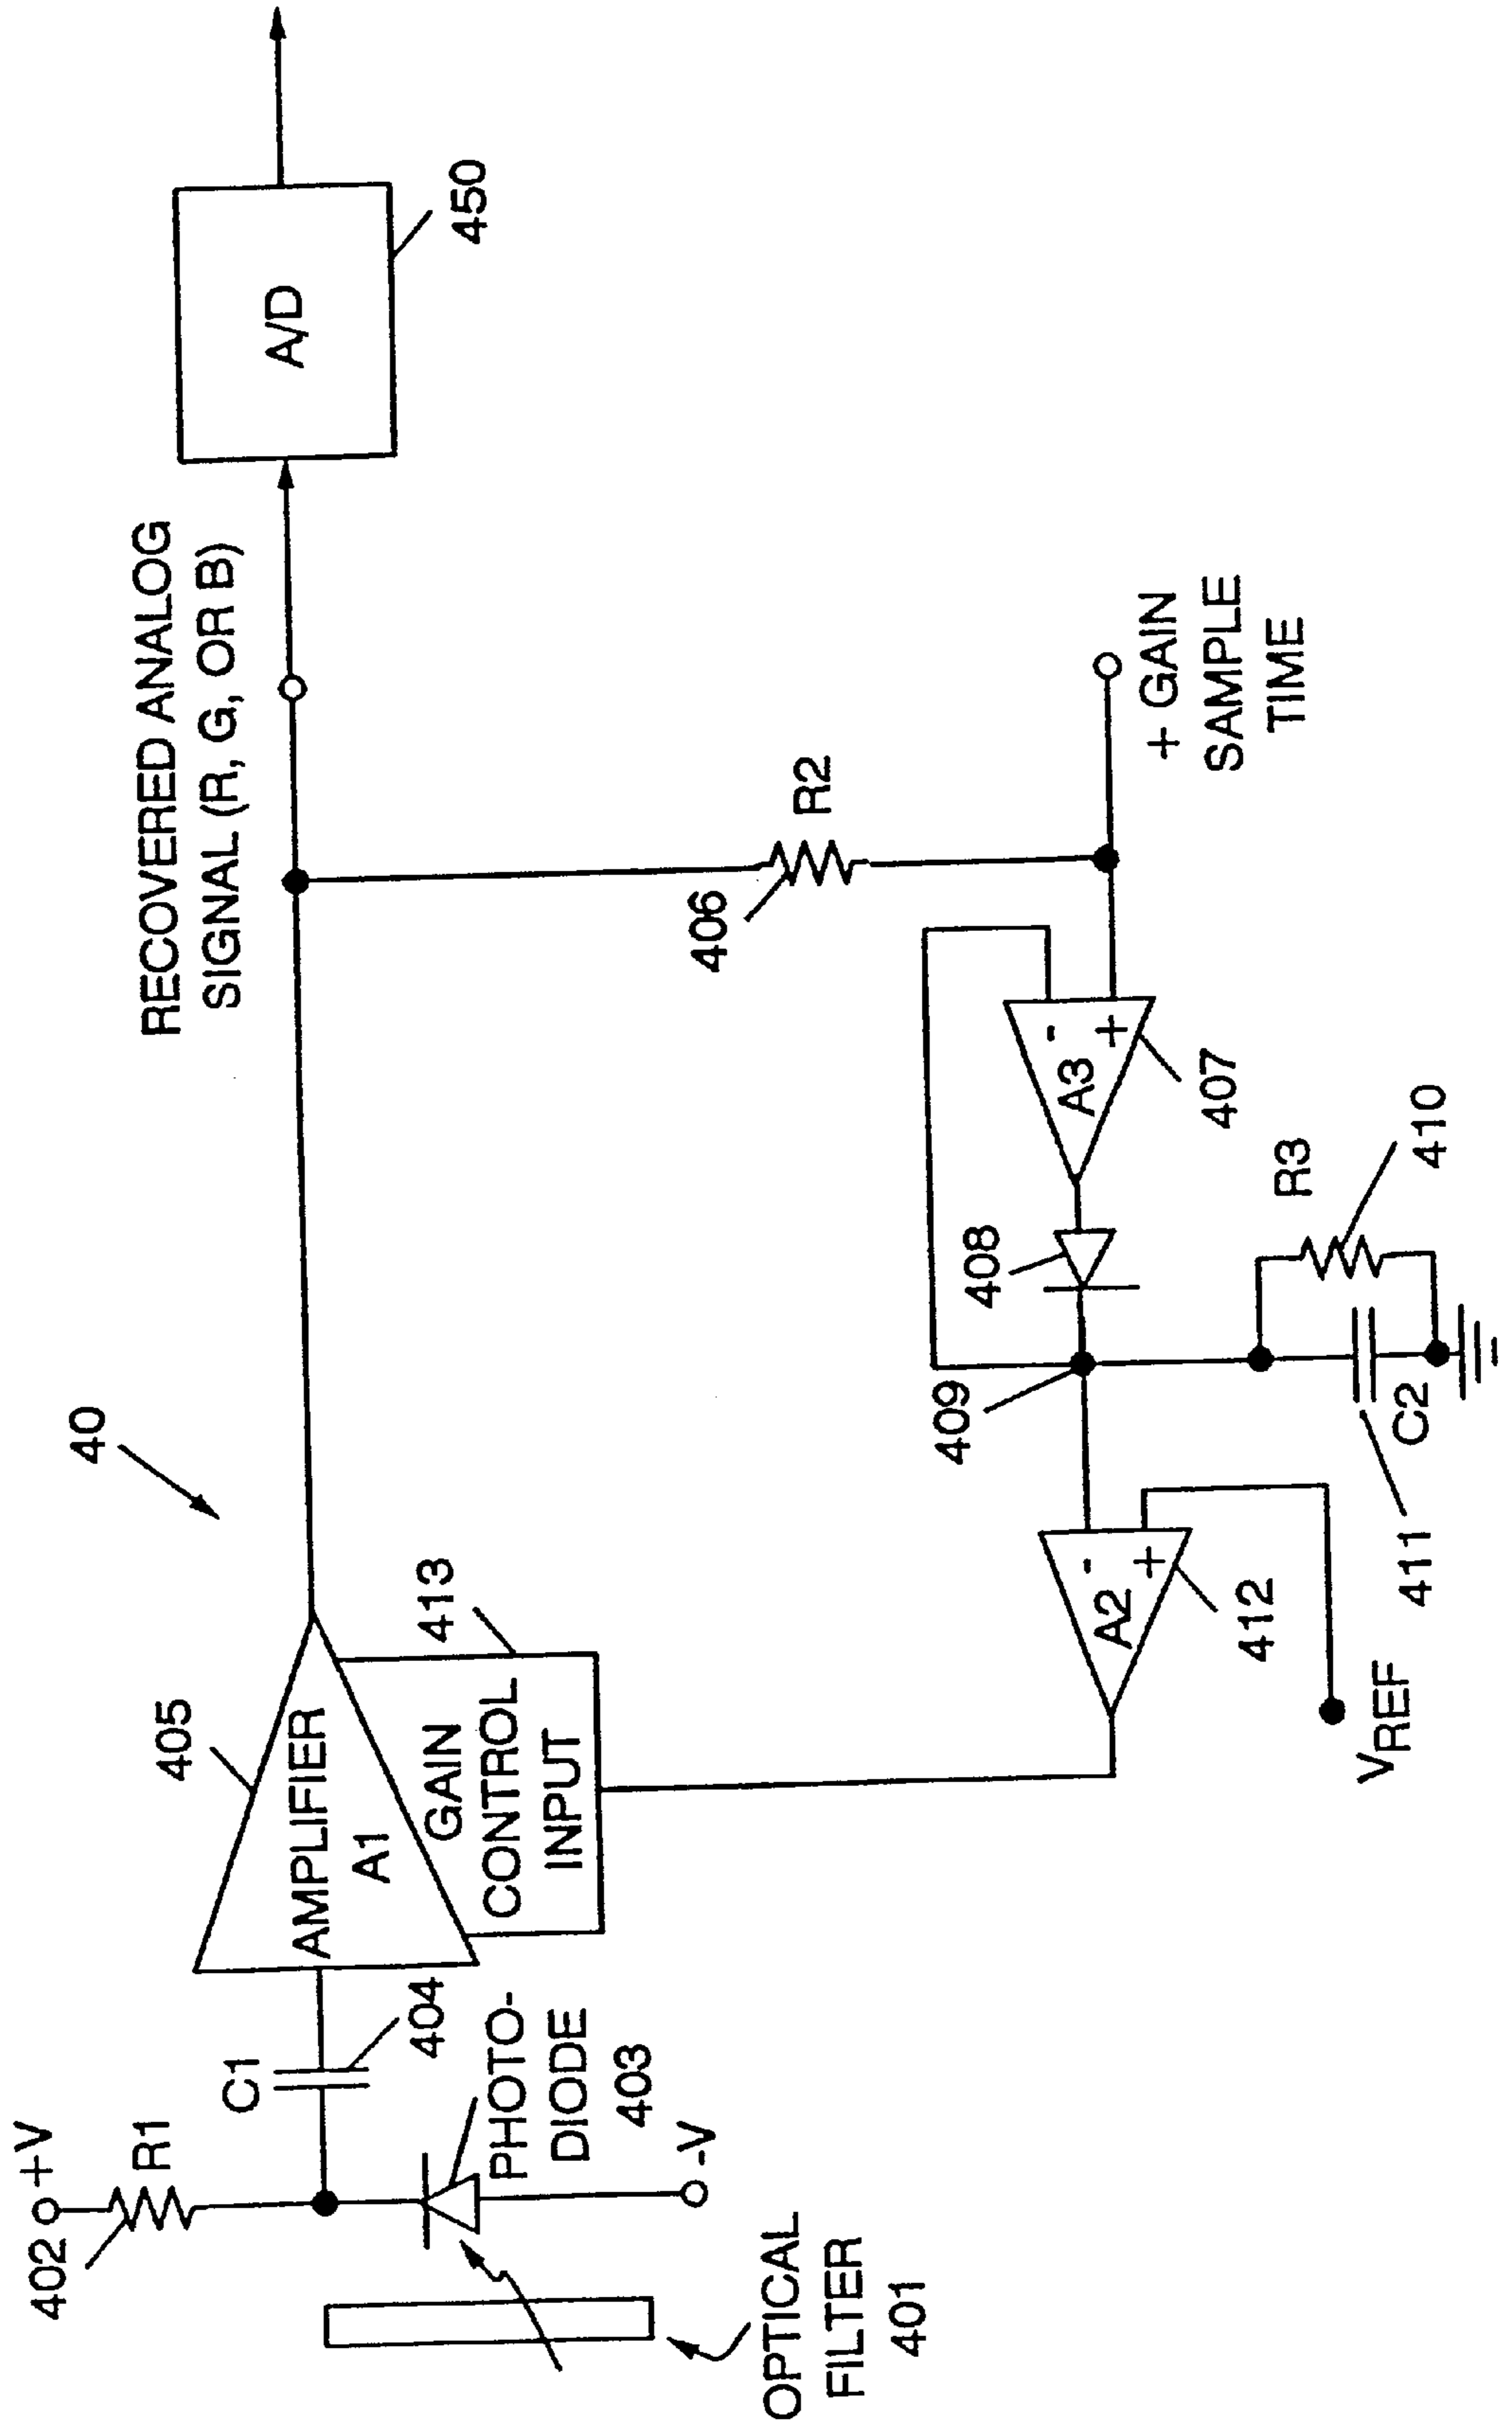 40
RECOVERED ANALOG
SIGNAL (R, G, OR B)
A/D
450
402
+V
R1
C1
404
405
AMPLIFIER
A1
413
GAIN
CONTROL
INPUT
PHOTO-
DIODE
403
-V
OPTICAL
FILTER
401
406
R2
+ GAIN
SAMPLE
TIME
-
+
A3
407
408
409
R3
410
C2
411
-
+
A2
412
VREF